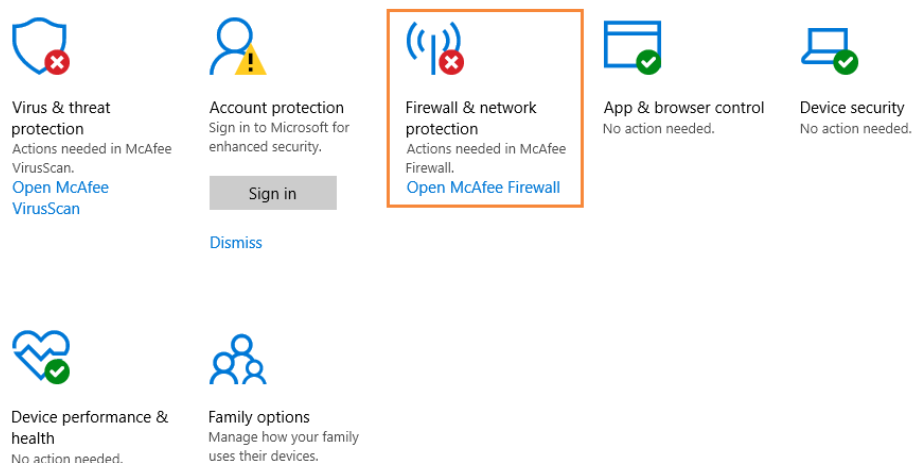 Virus & threat
protection
Actions needed in McAfee
VirusScan.
Open McAfee
VirusScan
Account protection
Sign in to Microsoft for
enhanced security.
Sign in
Dismiss
Firewall & network
protection
Actions needed in McAfee
Firewall.
Open McAfee Firewall
App & browser control
No action needed.
Device security
No action needed.
Device performance &
health
No action needed.
Family options
Manage how your family
uses their devices.